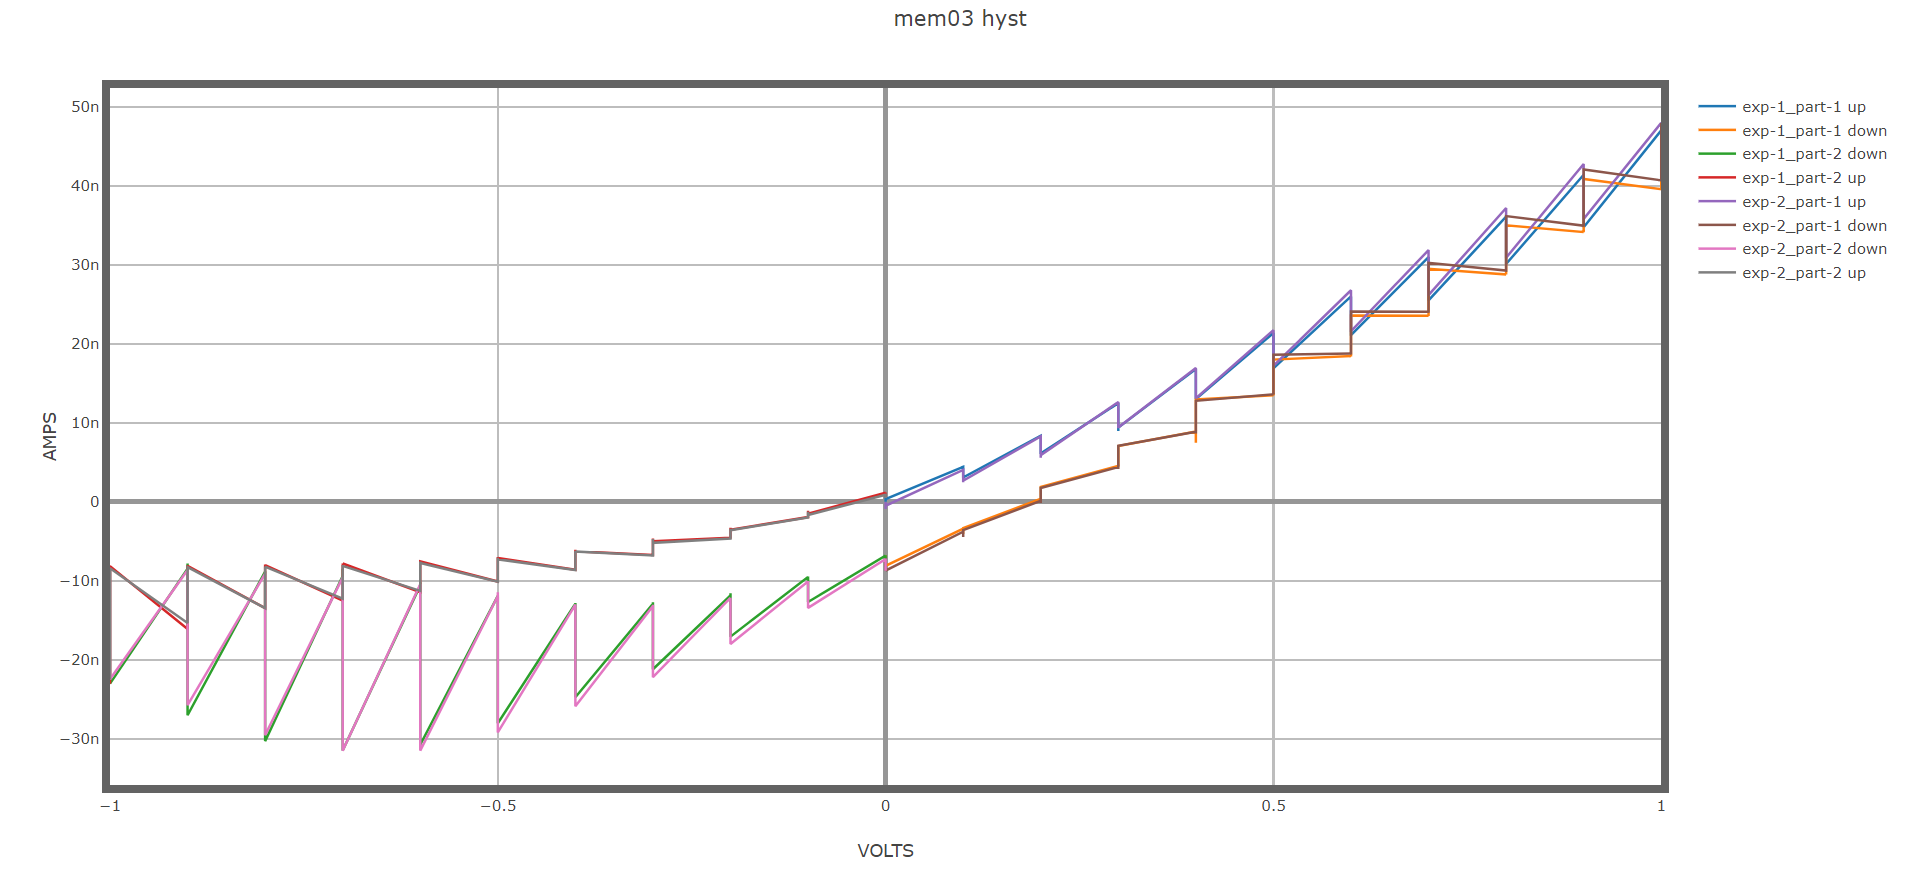 mem03 hyst
50n
40n
30n
20n
10n
0
−10n
−20n
−30n
AMPS
−1
−0.5
0
0.5
1
VOLTS
exp-1_part-1 up
exp-1_part-1 down
exp-1_part-2 down
exp-1_part-2 up
exp-2_part-1 up
exp-2_part-1 down
exp-2_part-2 down
exp-2_part-2 up